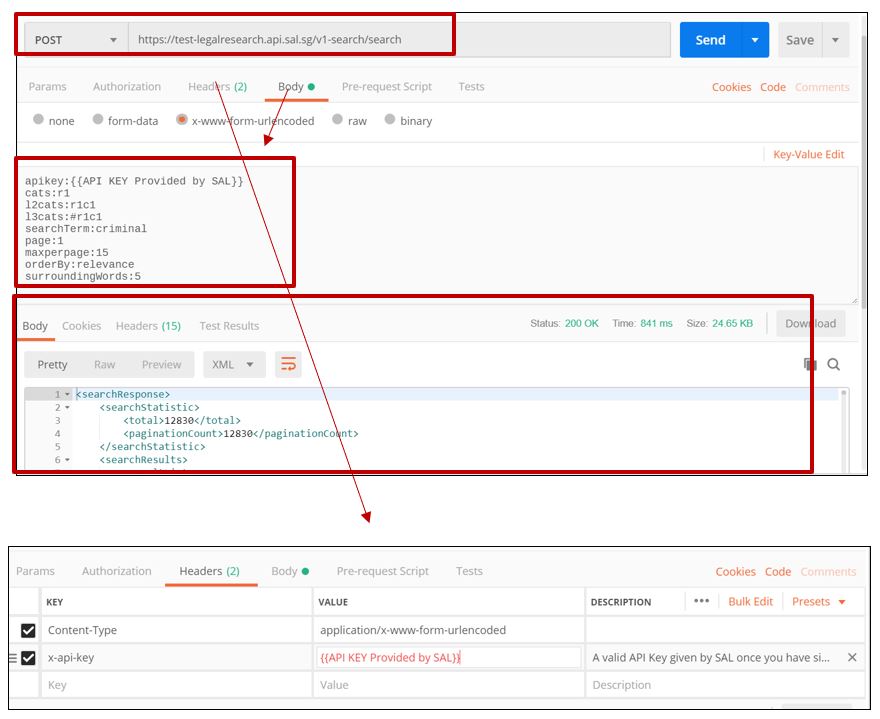 POST https://test-legalresearch.api.sal.sg/v1-search/search Send Save
Params Authorization Headers (2) Body Pre-request Script Tests Cookies Code Comments
none form-data x-www-form-urlencoded raw binary
Key-Value Edit
apikey:{{API KEY Provided by SAL}}
cats:r1
l2cats:r1c1
l3cats:#r1c1
searchTerm:criminal
page:1
maxperpage:15
orderBy:relevance
surroundingWords:5
Body Cookies Headers (15) Test Results Status: 200 OK Time: 841 ms Size: 24.65 KB Download
Pretty Raw Preview XML
1 <searchResponse>
2 <searchStatistic>
3 <total>12830</total>
4 <paginationCount>12830</paginationCount>
5 </searchStatistic>
6 <searchResults>
Params Authorization Headers (2) Body Pre-request Script Tests Cookies Code Comments
KEY VALUE DESCRIPTION ••• Bulk Edit Presets
Content-Type application/x-www-form-urlencoded
x-api-key {{API KEY Provided by SAL}} A valid API Key given by SAL once you have si...
Key Value Description